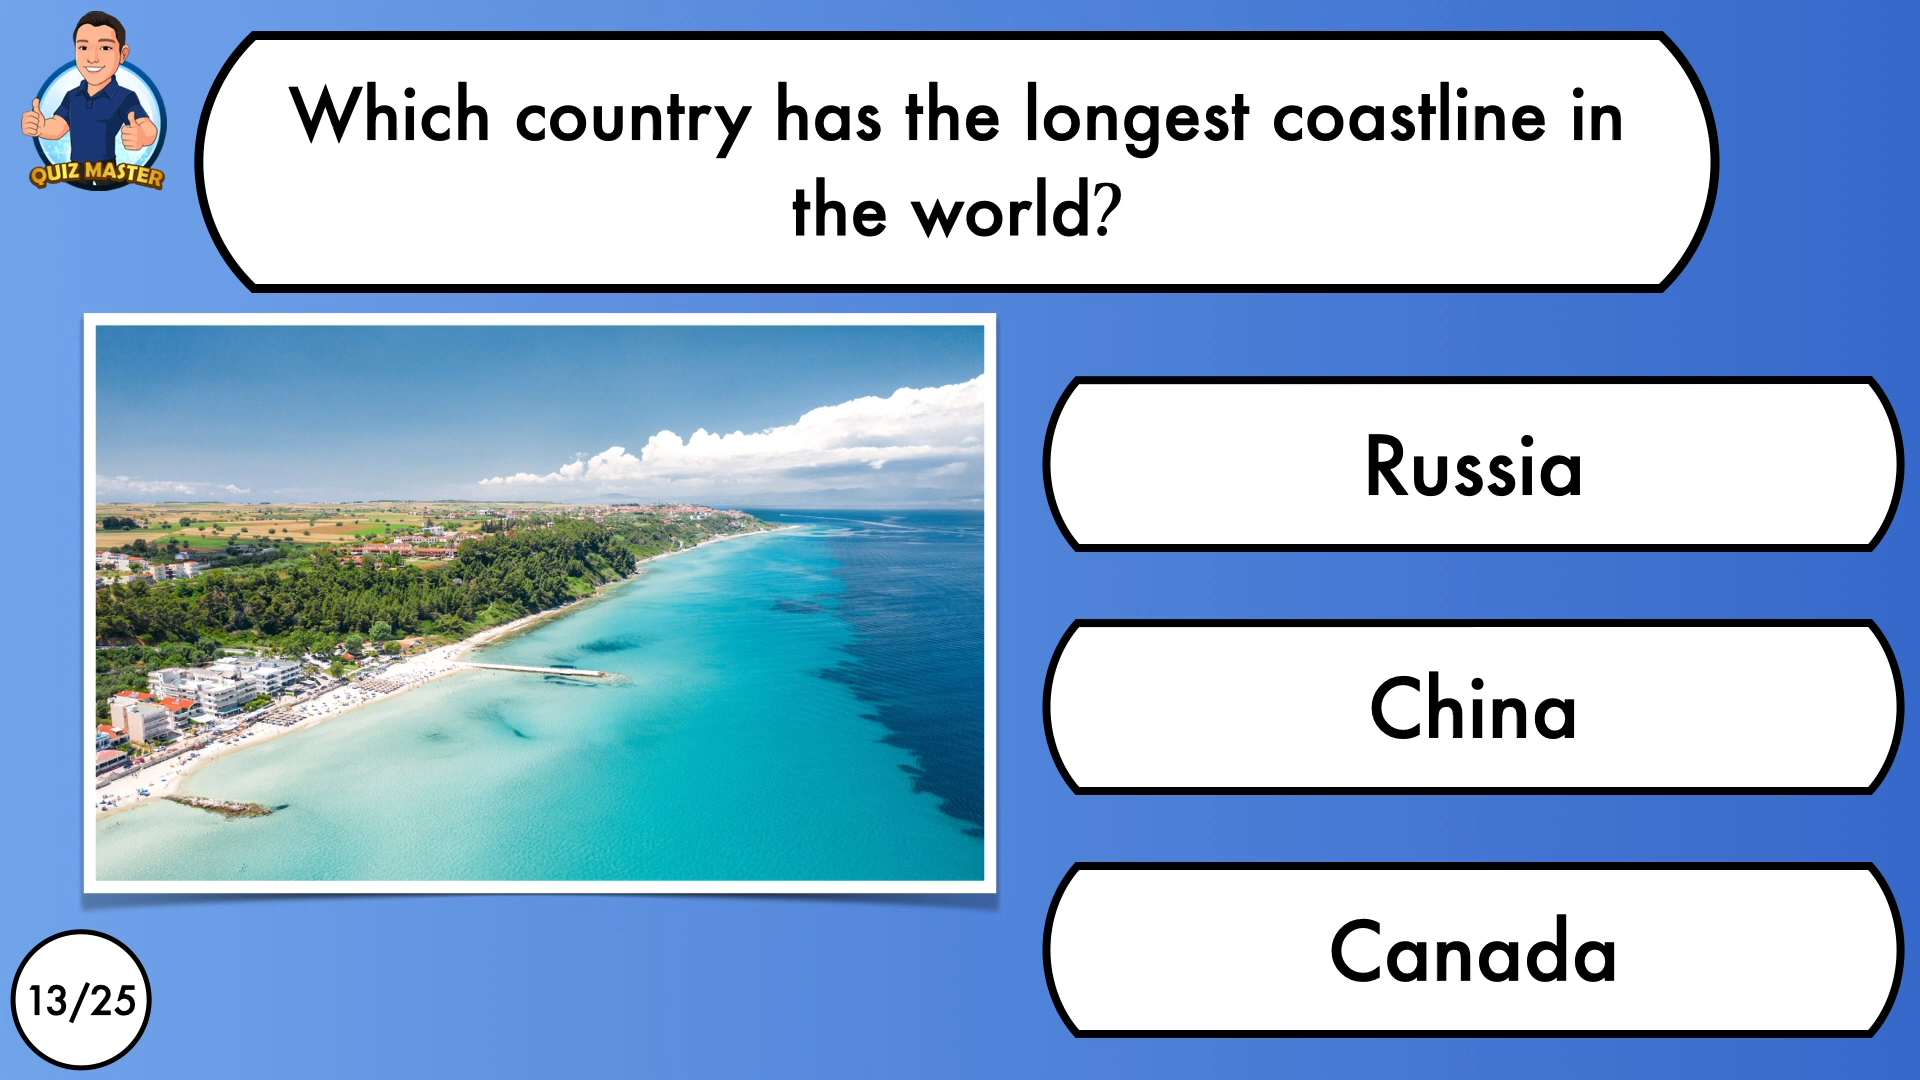 QUIZ MASTER
Which country has the longest coastline in
the world?
Russia
China
Canada
13/25